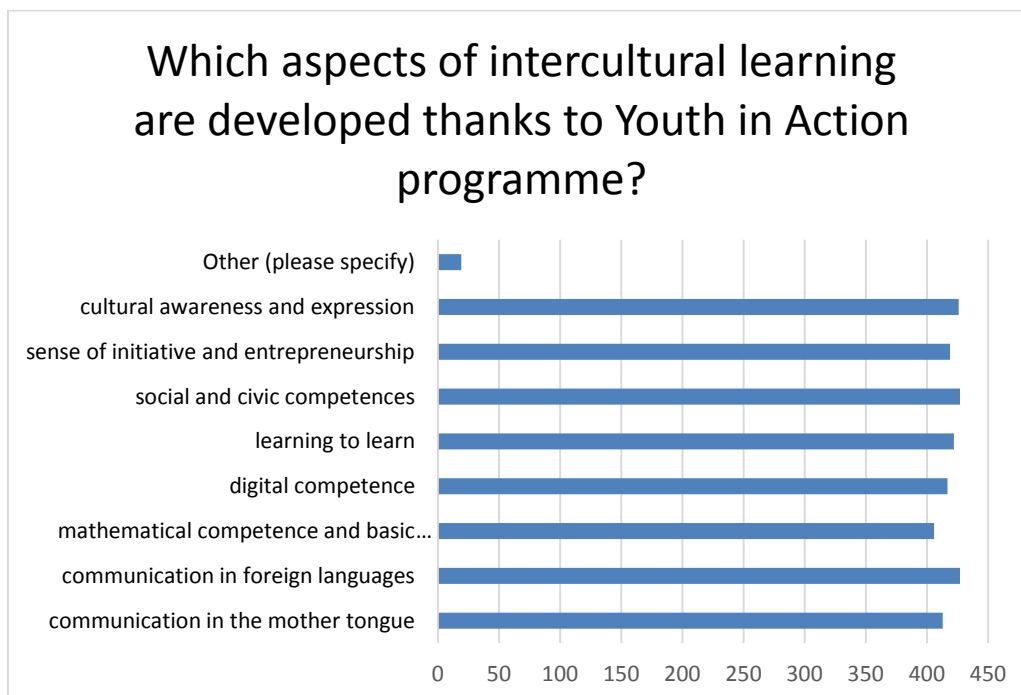 Which aspects of intercultural learning
are developed thanks to Youth in Action
programme?
Other (please specify)
cultural awareness and expression
sense of initiative and entrepreneurship
social and civic competences
learning to learn
digital competence
mathematical competence and basic…
communication in foreign languages
communication in the mother tongue
0 50 100 150 200 250 300 350 400 450